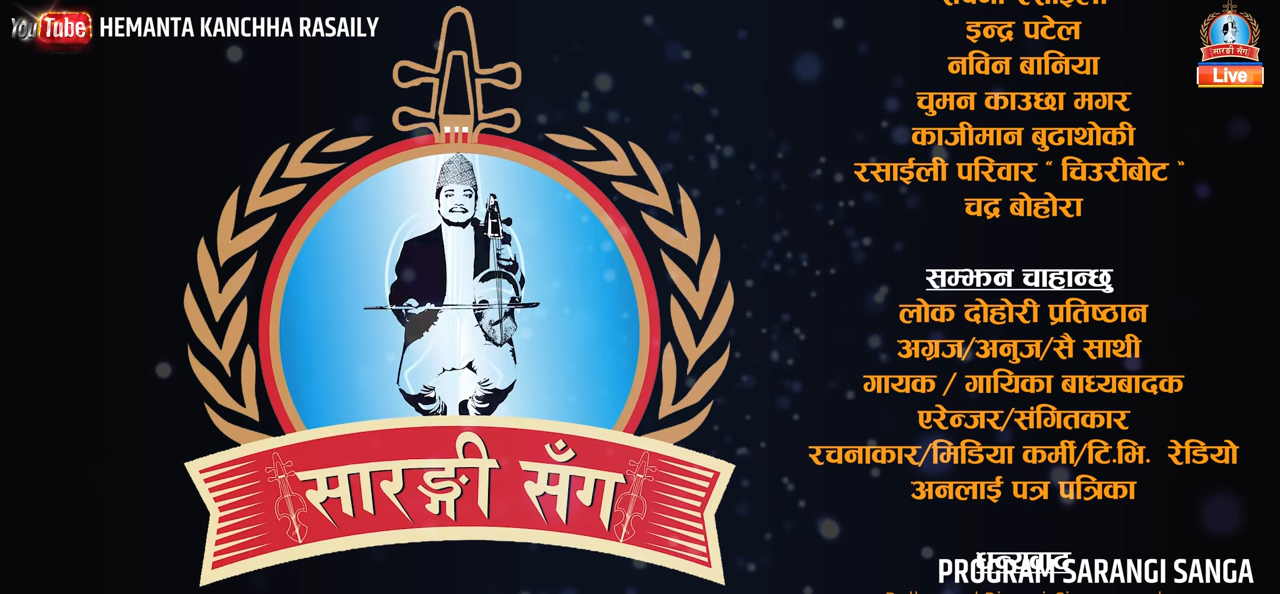 YouTube HEMANTA KANCHHA RASAILY
इन्द्र पटेल
नविन बानिया
चुमन काउछा मगर
काजीमान बुढाथोकी
रसाईली परिवार “ चिउरीबोट ”
चद्र बोहोरा
सम्झन चाहान्छु
लोक दोहोरी प्रतिष्ठान
अग्रज/अनुज/सै साथी
गायक / गायिका बाध्यबादक
एरेन्जर/संगितकार
रचनाकार/मिडिया कर्मी/टि.भि. रेडियो
अनलाईं पत्र पत्रिका
धन्यवाद
PROGRAM SARANGI SANGA
सारङ्गी सँग
सारङ्गी सँग
Live